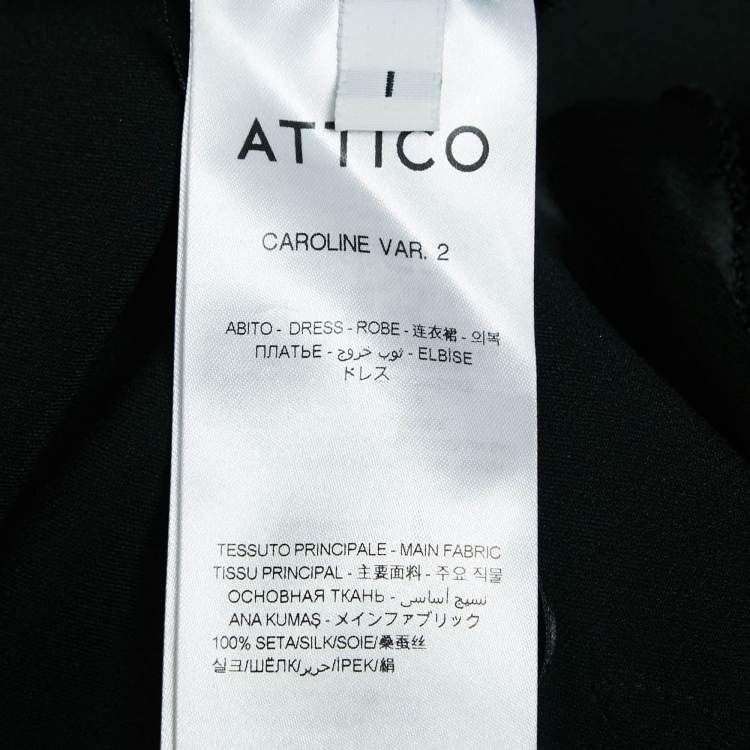 I
ATTICO
CAROLINE VAR. 2
ABITO - DRESS - ROBE - 连衣裙 - 의복
ПЛАТЬЕ - ثوب خروج - ELBİSE
ドレス
TESSUTO PRINCIPALE - MAIN FABRIC
TISSU PRINCIPAL - 主要面料 - 주요 직물
ОСНОВНАЯ ТКАНЬ - نسيج أساسي
ANA KUMAŞ - メインファブリック
100% SETA/SILK/SOIE/桑蚕丝
실크/ШЁЛК/حرير/İPEK/絹